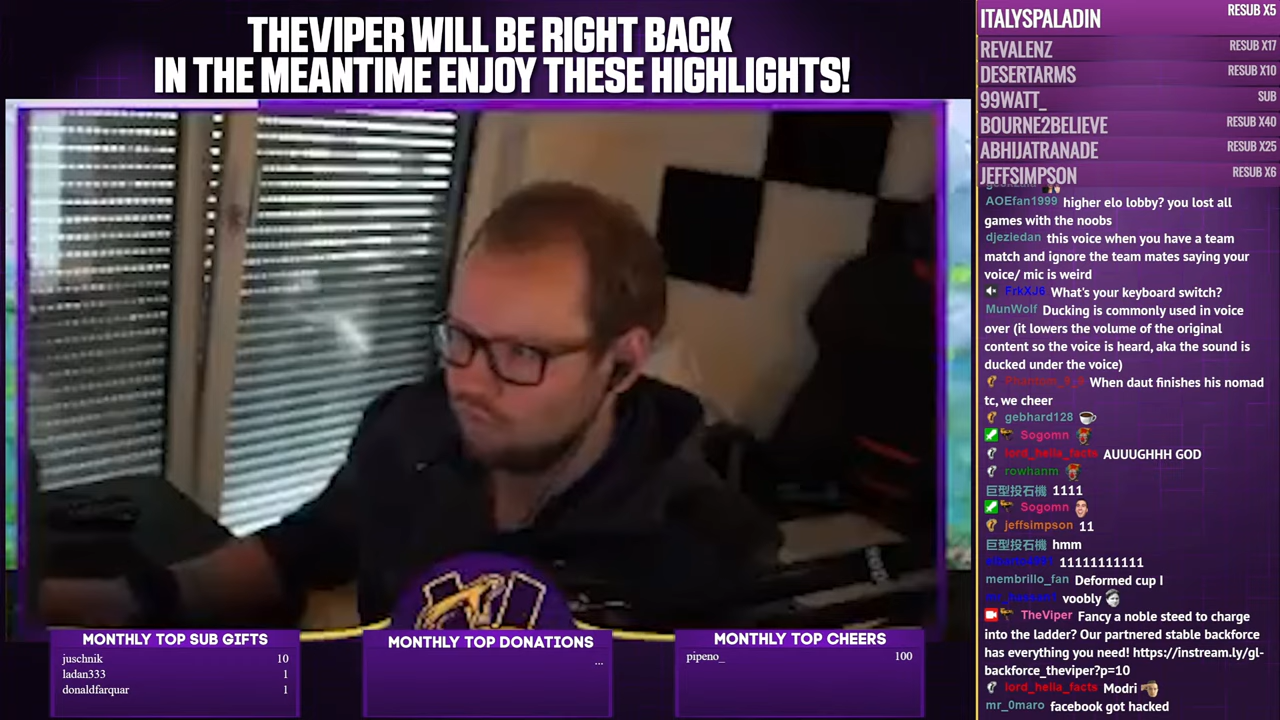 THEVIPER WILL BE RIGHT BACK
IN THE MEANTIME ENJOY THESE HIGHLIGHTS!
ITALYSPALADIN RESUB X5
REVALENZ RESUB X17
DESERTARMS RESUB X10
99WATT_ SUB
BOURNE2BELIEVE RESUB X40
ABHIJATRANADE RESUB X25
JEFFSIMPSON RESUB X6
AOEfan1999 higher elo lobby? you lost all
games with the noobs
djeziedan this voice when you have a team
match and ignore the team mates saying your
voice/ mic is weird
FrkXJ6 What's your keyboard switch?
MunWolf Ducking is commonly used in voice
over (it lowers the volume of the original
content so the voice is heard, aka the sound is
ducked under the voice)
When daut finishes his nomad
tc, we cheer
gebhard128
Sogomn
lord_hella_facts AUUUGHHH GOD
rowhanm
巨型投石機 1111
Sogomn
jeffsimpson 11
巨型投石機 hmm
11111111111
membrillo_fan Deformed cup I
voobly
TheViper Fancy a noble steed to charge
into the ladder? Our partnered stable backforce
has everything you need! https://instream.ly/gl-
backforce_theviper?p=10
lord_hella_facts Modri
mr_0maro facebook got hacked
MONTHLY TOP SUB GIFTS
juschnik 10
ladan333 1
donaldfarquar 1
MONTHLY TOP DONATIONS
...
MONTHLY TOP CHEERS
pipeno_ 100